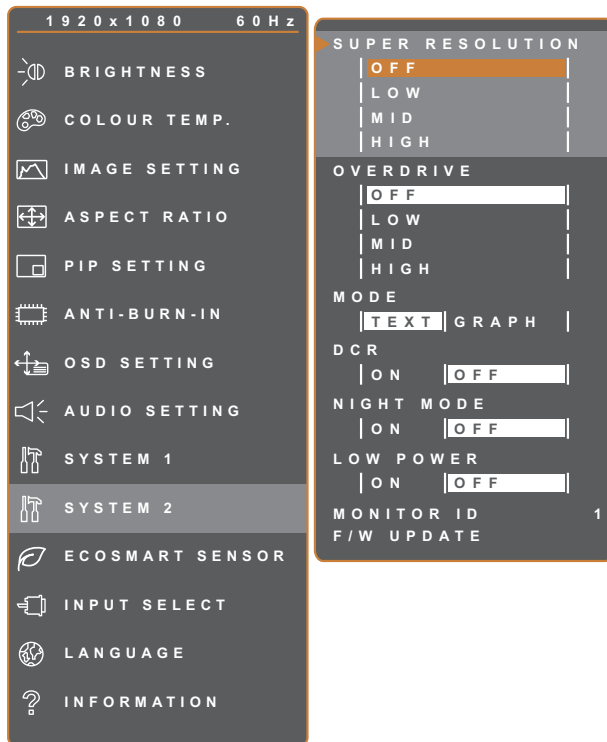 1920x1080 60Hz
BRIGHTNESS
COLOUR TEMP.
IMAGE SETTING
ASPECT RATIO
PIP SETTING
ANTI-BURN-IN
OSD SETTING
AUDIO SETTING
SYSTEM 1
SYSTEM 2
ECOSMART SENSOR
INPUT SELECT
LANGUAGE
INFORMATION
SUPER RESOLUTION
OFF
LOW
MID
HIGH
OVERDRIVE
OFF
LOW
MID
HIGH
MODE
TEXT GRAPH
DCR
ON OFF
NIGHT MODE
ON OFF
LOW POWER
ON OFF
MONITOR ID 1
F/W UPDATE